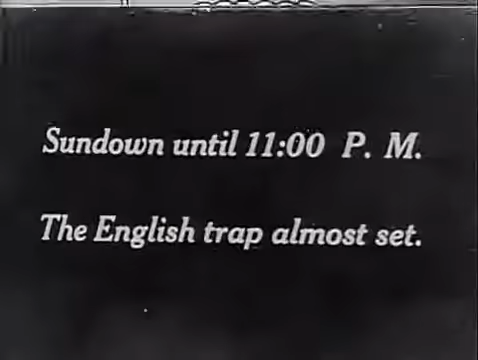 Sundown until 11:00 P. M.
The English trap almost set.